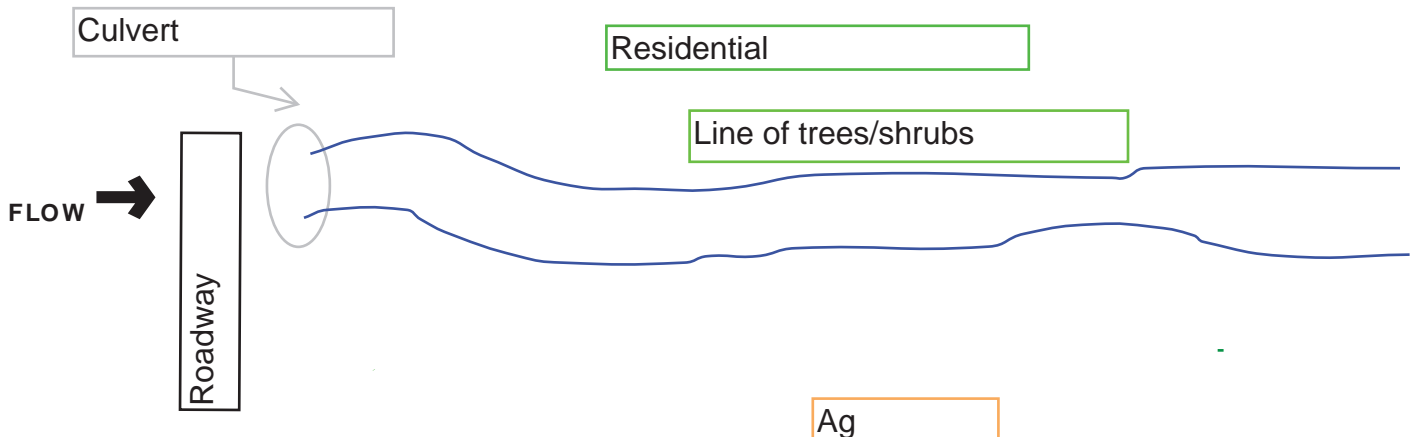 Culvert
Residential
Line of trees/shrubs
FLOW
Roadway
Ag